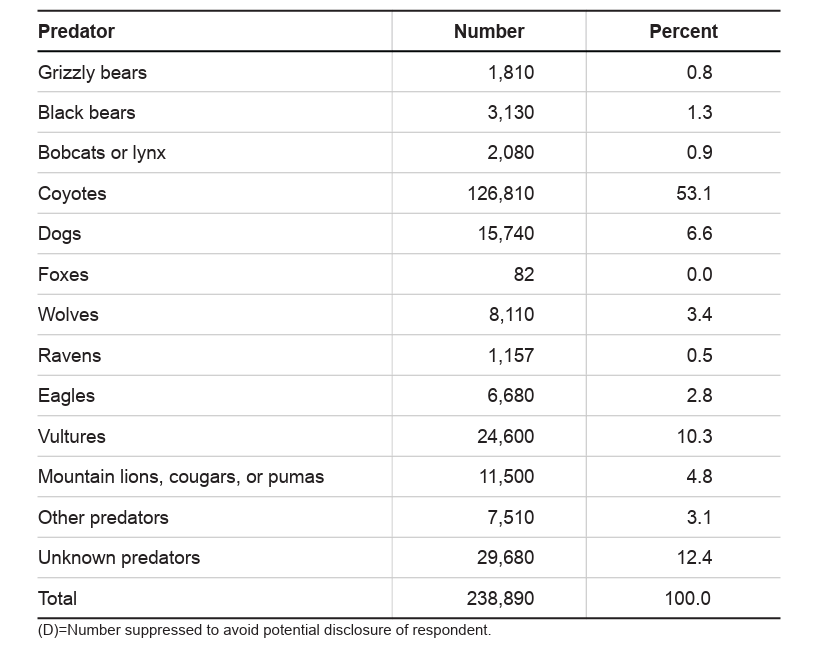 Predator Number Percent
Grizzly bears 1,810 0.8
Black bears 3,130 1.3
Bobcats or lynx 2,080 0.9
Coyotes 126,810 53.1
Dogs 15,740 6.6
Foxes 82 0.0
Wolves 8,110 3.4
Ravens 1,157 0.5
Eagles 6,680 2.8
Vultures 24,600 10.3
Mountain lions, cougars, or pumas 11,500 4.8
Other predators 7,510 3.1
Unknown predators 29,680 12.4
Total 238,890 100.0
(D)=Number suppressed to avoid potential disclosure of respondent.